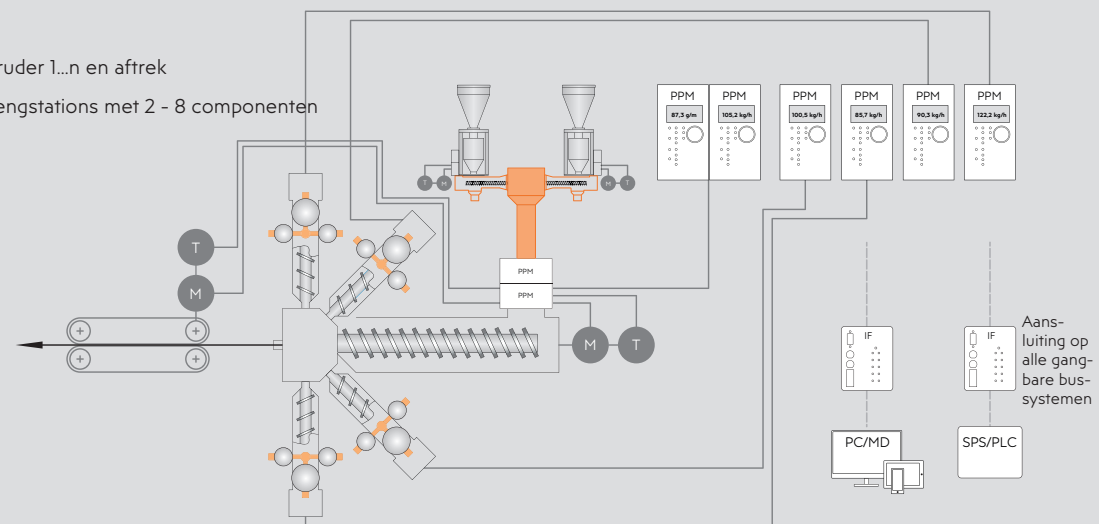 ruder 1...n en aftrek
engstations met 2 - 8 componenten
PPM
87,3 g/m
PPM
105,2 kg/h
PPM
100,5 kg/h
PPM
85,7 kg/h
PPM
90,3 kg/h
PPM
122,2 kg/h
T
M
M
T
T
M
PPM
PPM
M
T
IF
IF
Aans-
luiting op
alle gang-
bare bus-
systemen
PC/MD
SPS/PLC